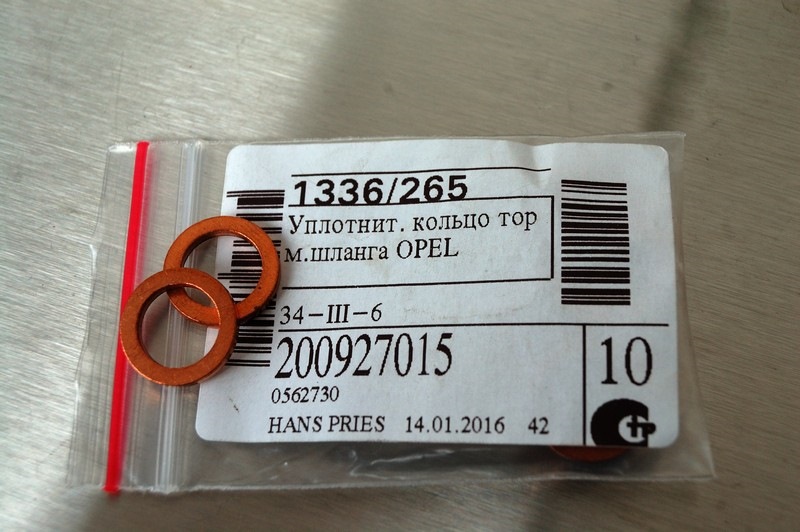 1336/265
Уплотнит. кольцо тор
м.шланга OPEL
34-III-6
200927015
10
0562730
HANS PRIES 14.01.2016 42